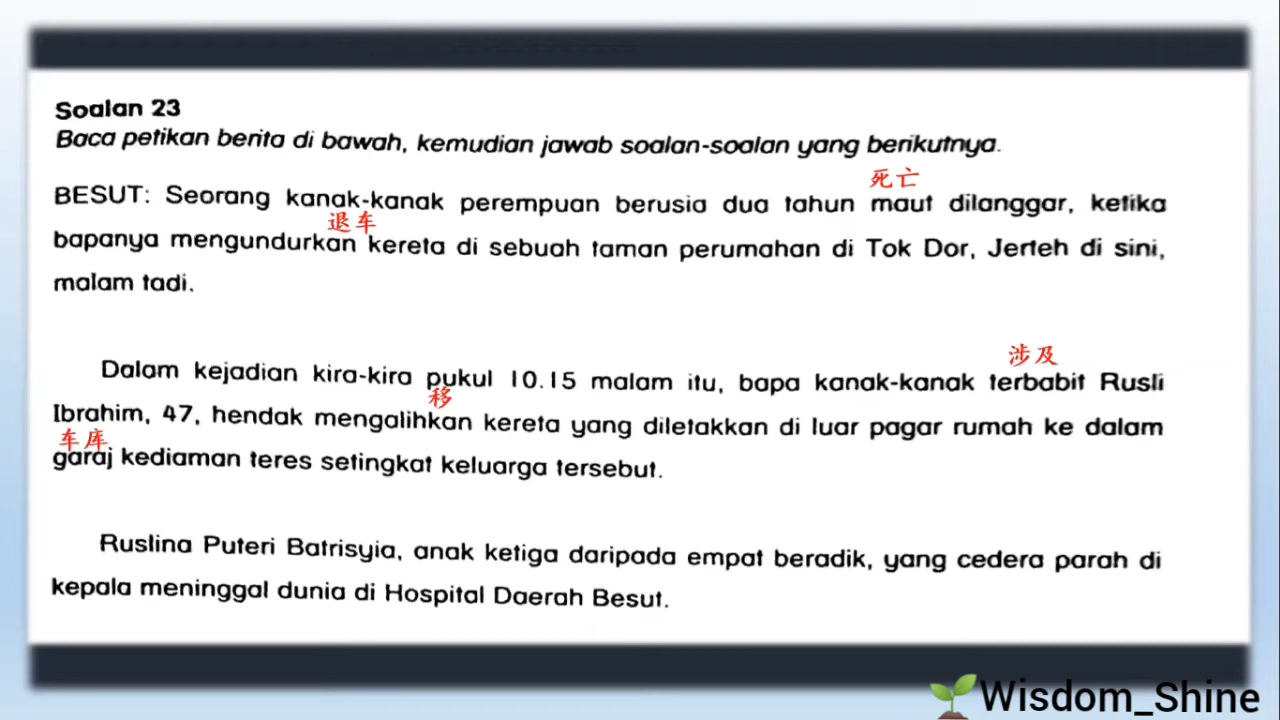 Soalan 23
Baca petikan berita di bawah, kemudian jawab soalan-soalan yang berikutnya.
死亡
BESUT: Seorang kanak-kanak perempuan berusia dua tahun maut dilanggar, ketika
退车
bapanya mengundurkan kereta di sebuah taman perumahan di Tok Dor, Jerteh di sini,
malam tadi.
涉及
Dalam kejadian kira-kira pukul 10.15 malam itu, bapa kanak-kanak terbabit Rusli
移
Ibrahim, 47, hendak mengalihkan kereta yang diletakkan di luar pagar rumah ke dalam
车库
garaj kediaman teres setingkat keluarga tersebut.
Ruslina Puteri Batrisyia, anak ketiga daripada empat beradik, yang cedera parah di
kepala meninggal dunia di Hospital Daerah Besut.
Wisdom_Shine